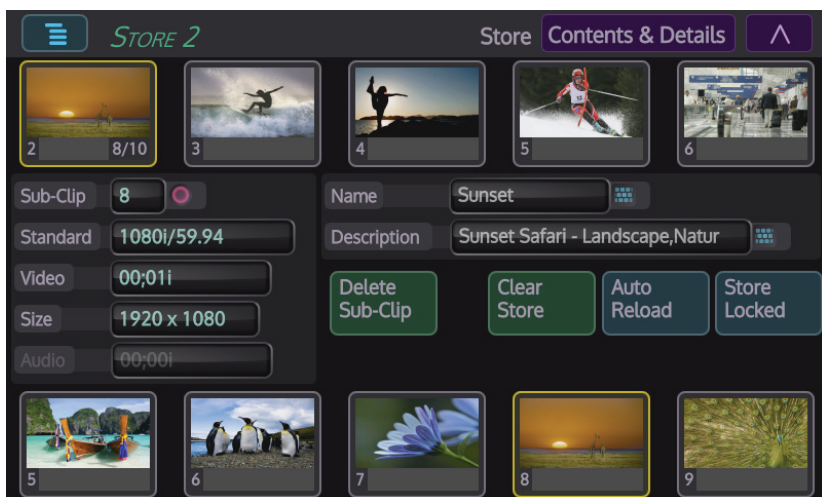 STORE 2
Store
Contents & Details
2
8/10
3
4
5
6
Sub-Clip
8
Name
Sunset
Standard
1080i/59.94
Description
Sunset Safari - Landscape,Natur
Video
00;01i
Delete
Sub-Clip
Clear
Store
Auto
Reload
Store
Locked
Size
1920 x 1080
Audio
00;00i
5
6
7
8
9